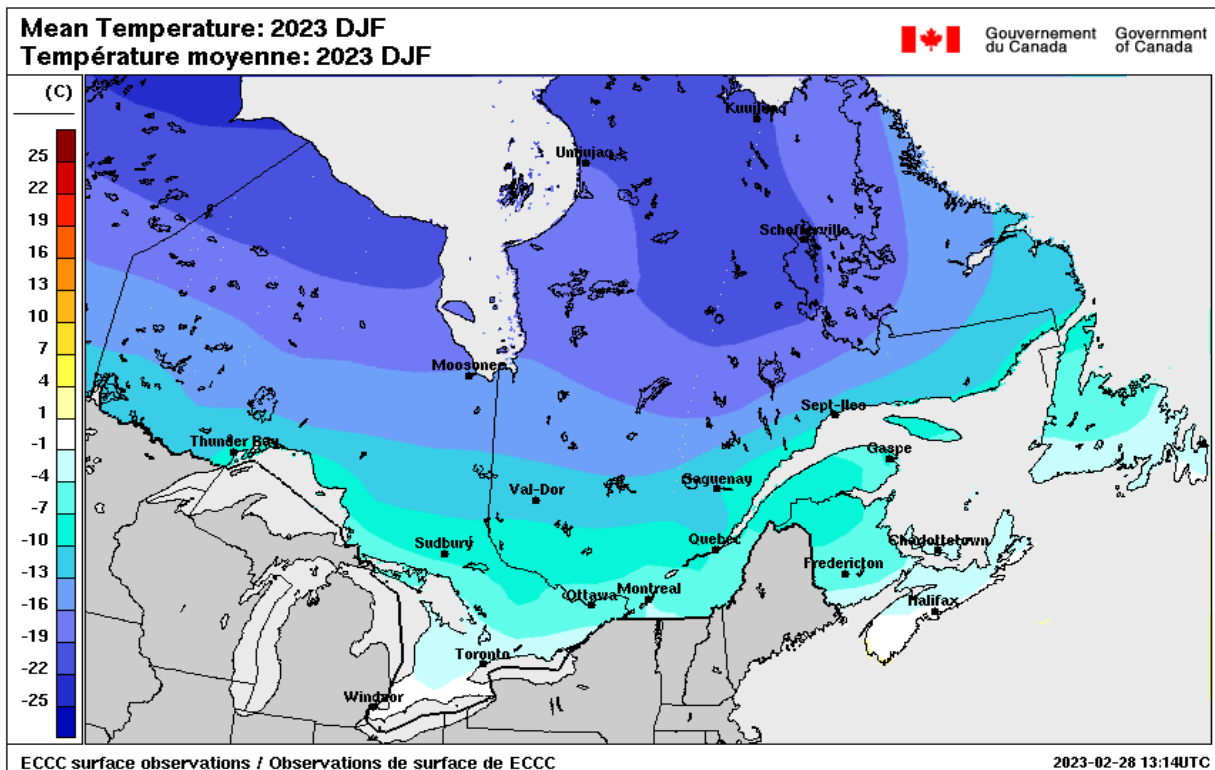 Mean Temperature: 2023 DJF
Température moyenne: 2023 DJF
Gouvernement du Canada
Government of Canada
(C)
25
22
19
16
13
10
7
4
1
-1
-4
-7
-10
-13
-16
-19
-22
-25
Kuujjuaq
Umiujaq
Schefferville
Moosonee
Sept-Iles
Thunder Bay
Gaspe
Val-Dor
Saguenay
Sudbury
Quebec
Charlottetown
Fredericton
Ottawa
Montreal
Halifax
Toronto
Windsor
ECCC surface observations / Observations de surface de ECCC
2023-02-28 13:14UTC